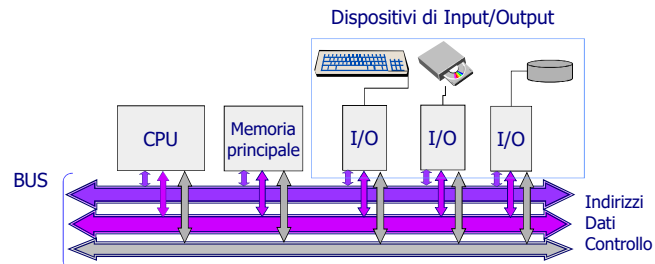 Dispositivi di Input/Output
CPU
Memoria
principale
I/O
I/O
I/O
BUS
Indirizzi
Dati
Controllo